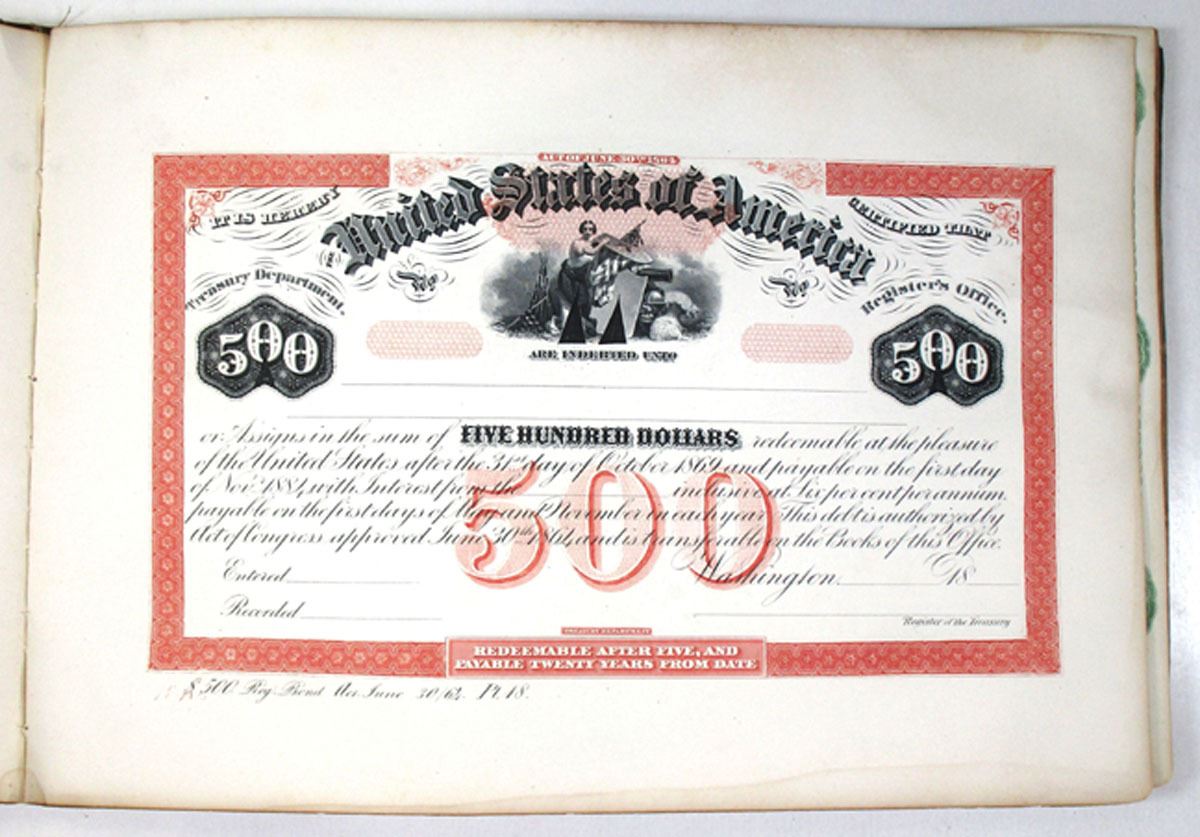 ACT OF JUNE 30TH 1864
United States of America
IT IS HEREBY
CERTIFIED THAT
THE
Treasury Department.
Register's Office.
500
500
ARE INDEBTED UNTO
or Assigns in the sum of FIVE HUNDRED DOLLARS redeemable at the pleasure
of the United States after the 31st day of October 1869, and payable on the first day
of Novr. 1884, with Interest from the inclusive at Six per cent per annum
payable on the first days of May and November in each year. This debt is authorized by
Act of Congress approved June 30th 1864, and is transferable on the Books of this Office.
500
Entered
Washington, 18
Recorded
Register of the Treasury
TREASURY DEPARTMENT
REDEEMABLE AFTER FIVE, AND
PAYABLE TWENTY YEARS FROM DATE
$500 Reg. Bond Act June 30/64 Pl. 18.